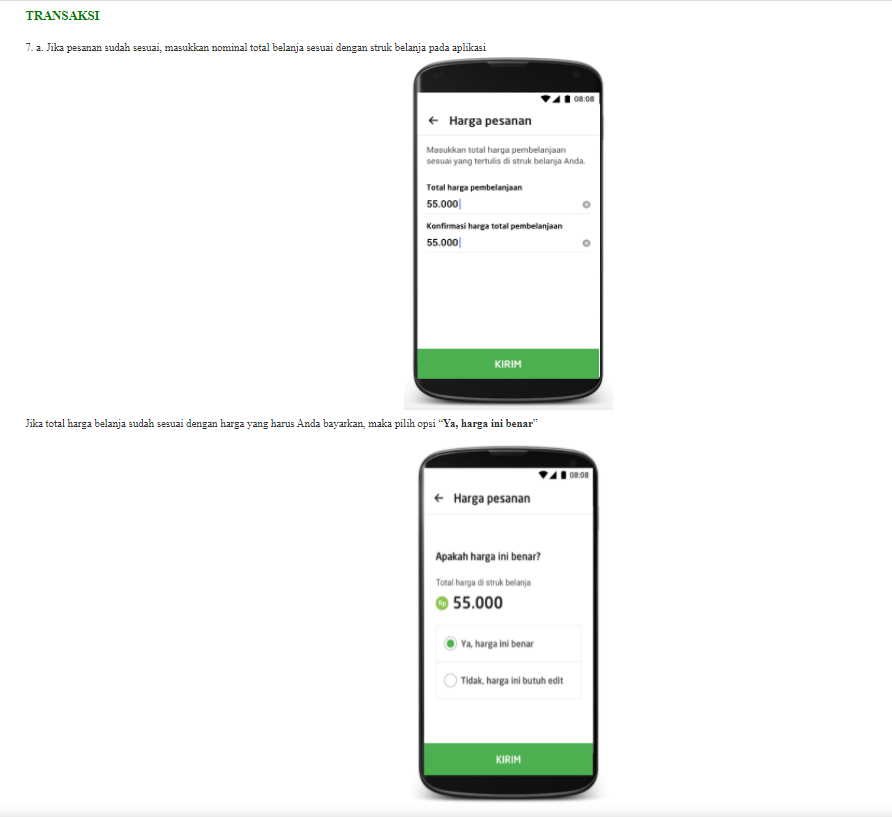 TRANSAKSI
7. a. Jika pesanan sudah sesuai, masukkan nominal total belanja sesuai dengan struk belanja pada aplikasi
08:08
← Harga pesanan
Masukkan total harga pembelanjaan
sesuai yang tertulis di struk belanja Anda.
Total harga pembelanjaan
55.000
Konfirmasi harga total pembelanjaan
55.000
KIRIM
Jika total harga belanja sudah sesuai dengan harga yang harus Anda bayarkan, maka pilih opsi “Ya, harga ini benar”
08:08
← Harga pesanan
Apakah harga ini benar?
Total harga di struk belanja
Rp 55.000
Ya, harga ini benar
Tidak, harga ini butuh edit
KIRIM